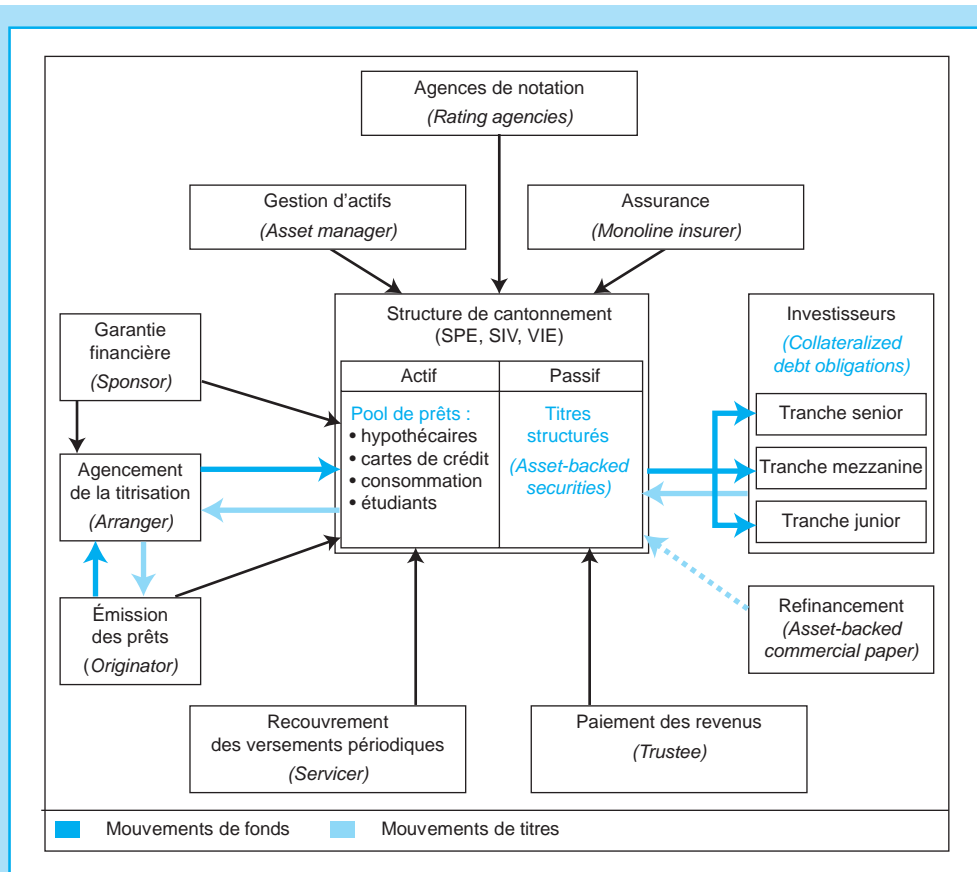 Agences de notation
(Rating agencies)
Gestion d'actifs
(Asset manager)
Assurance
(Monoline insurer)
Garantie
financière
(Sponsor)
Structure de cantonnement
(SPE, SIV, VIE)
Actif
Passif
Pool de prêts :
• hypothécaires
• cartes de crédit
• consommation
• étudiants
Titres
structurés
(Asset-backed
securities)
Investisseurs
(Collateralized
debt obligations)
Tranche senior
Tranche mezzanine
Tranche junior
Agencement
de la titrisation
(Arranger)
Émission
des prêts
(Originator)
Refinancement
(Asset-backed
commercial paper)
Recouvrement
des versements périodiques
(Servicer)
Paiement des revenus
(Trustee)
Mouvements de fonds
Mouvements de titres